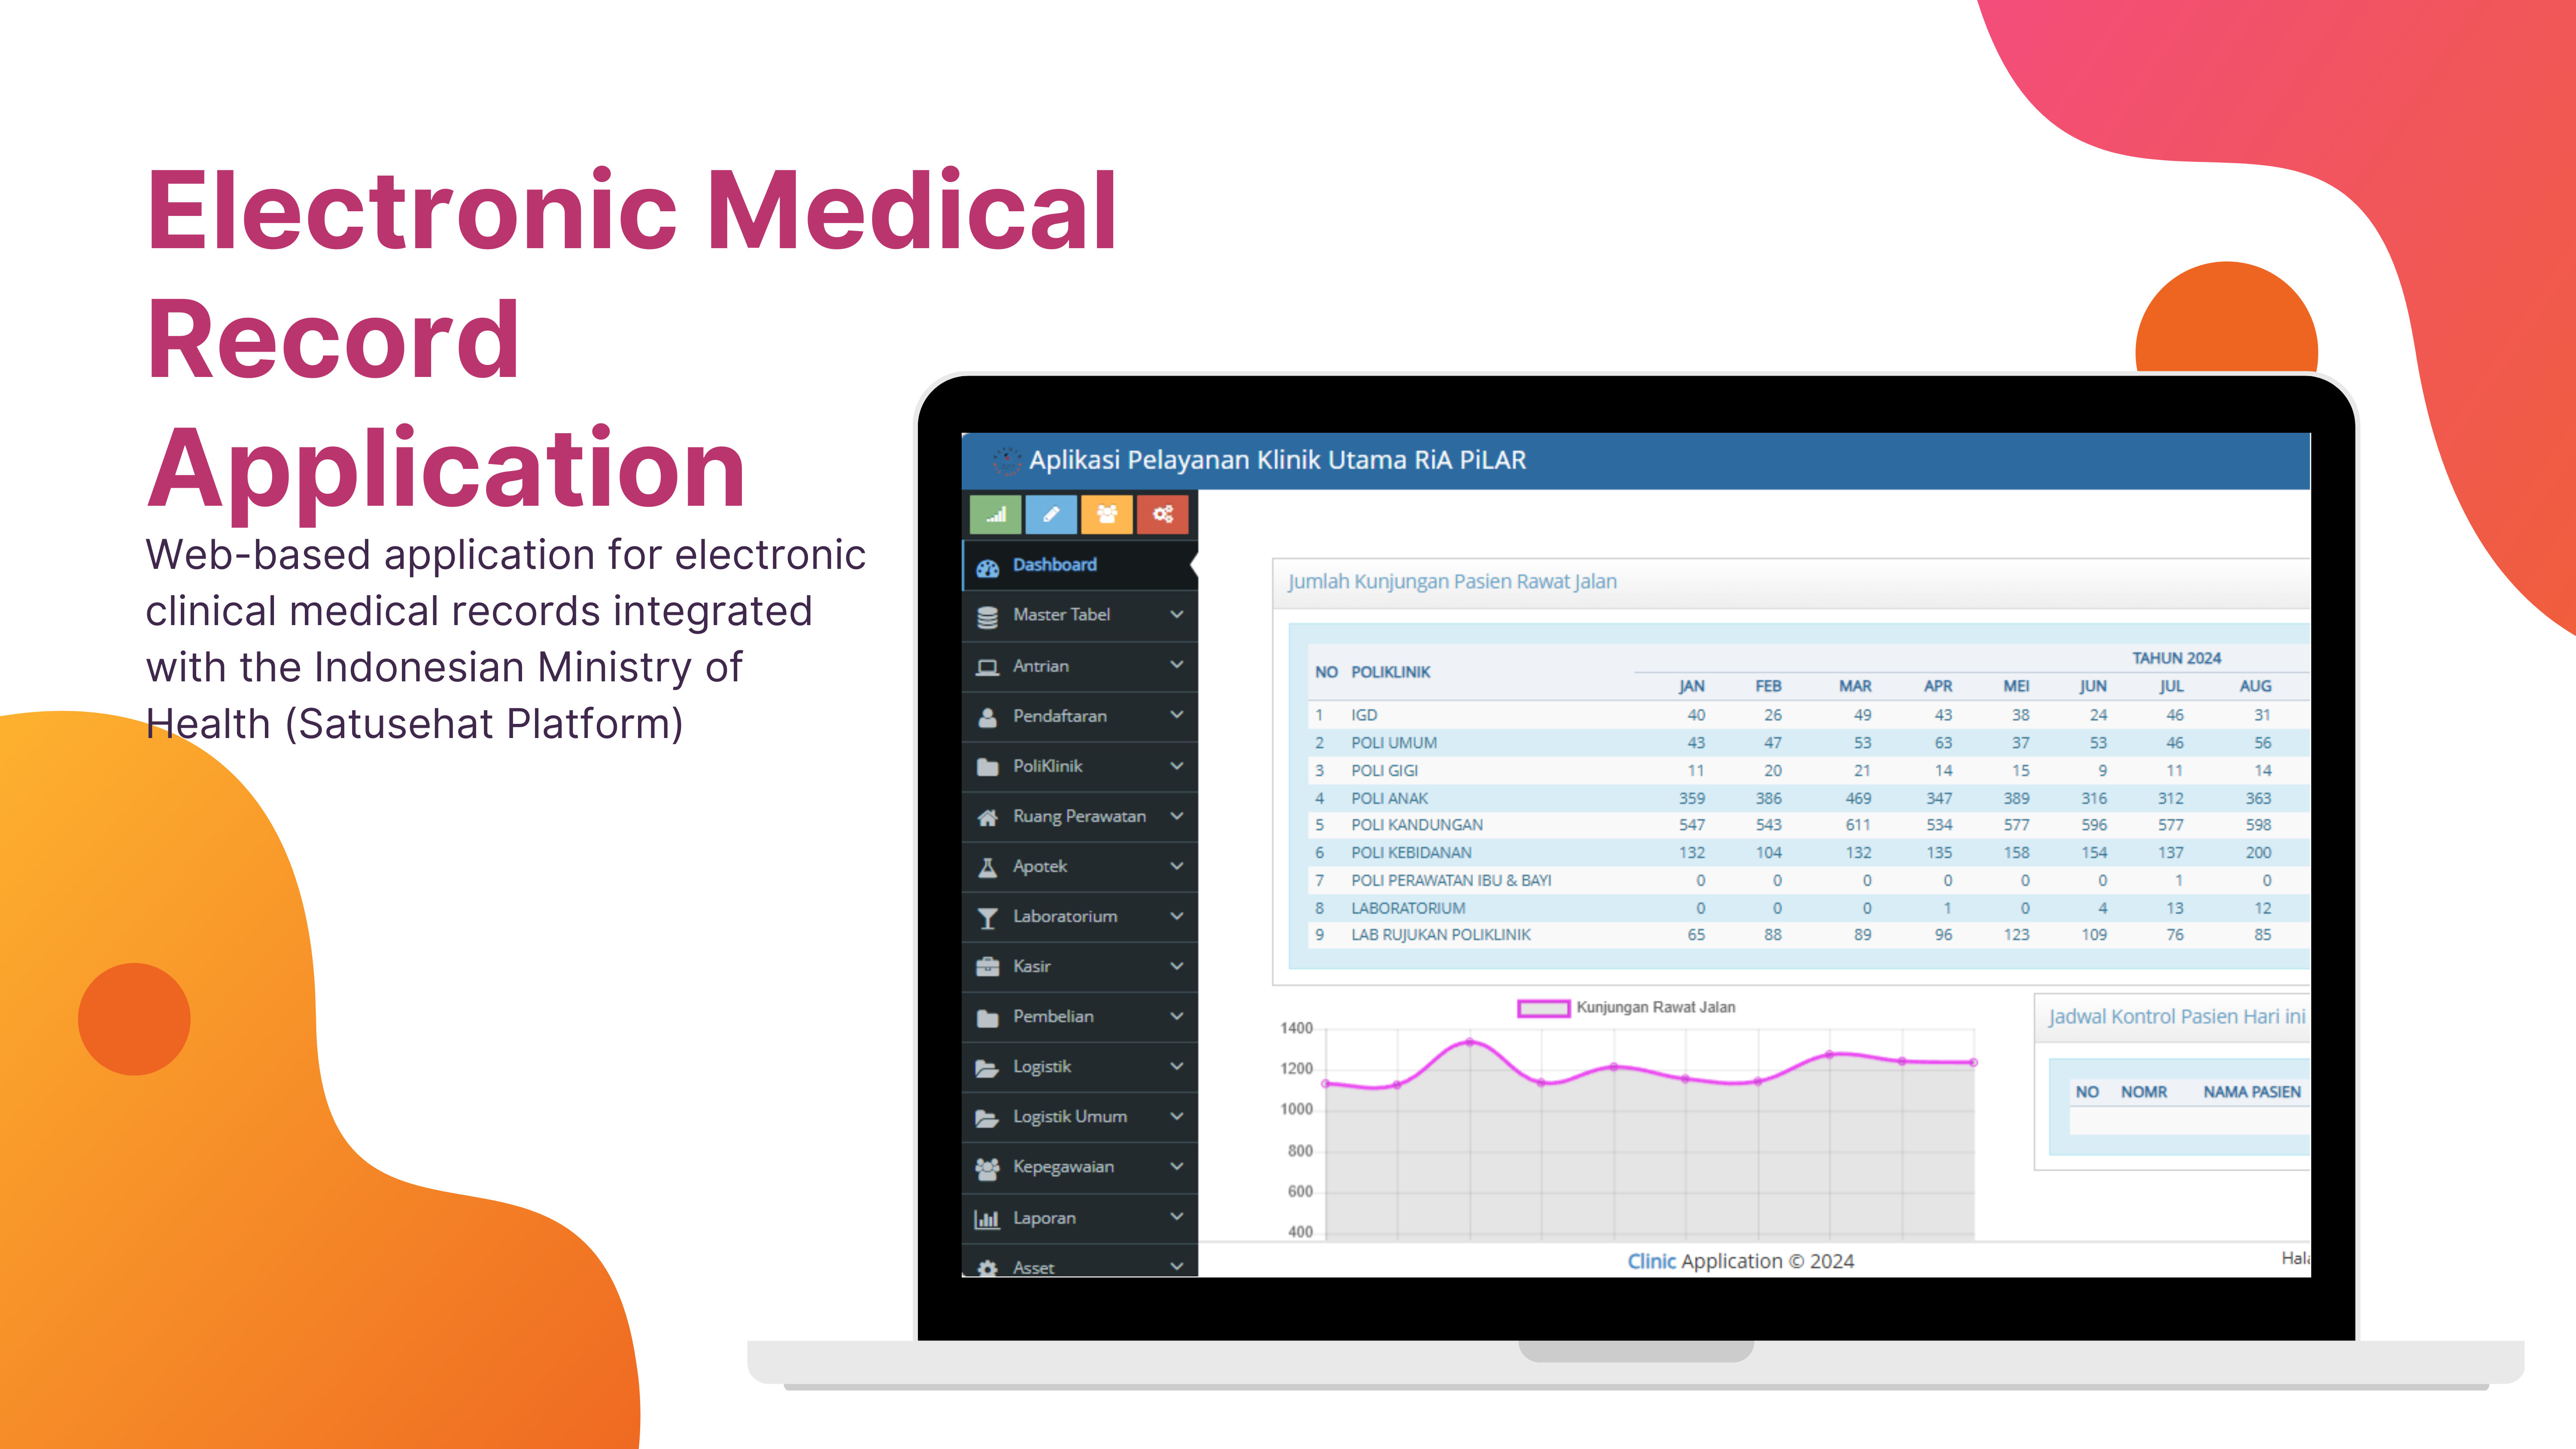 Electronic Medical
Record
Application
Web-based application for electronic
clinical medical records integrated
with the Indonesian Ministry of
Health (Satusehat Platform)
Aplikasi Pelayanan Klinik Utama RiA PiLAR
Dashboard
Master Tabel
Antrian
Pendaftaran
PoliKlinik
Ruang Perawatan
Apotek
Laboratorium
Kasir
Pembelian
Logistik
Logistik Umum
Kepegawaian
Laporan
Asset
Jumlah Kunjungan Pasien Rawat Jalan
TAHUN 2024
NO POLIKLINIK JAN FEB MAR APR MEI JUN JUL AUG
1 IGD 40 26 49 43 38 24 46 31
2 POLI UMUM 43 47 53 63 37 53 46 56
3 POLI GIGI 11 20 21 14 15 9 11 14
4 POLI ANAK 359 386 469 347 389 316 312 363
5 POLI KANDUNGAN 547 543 611 534 577 596 577 598
6 POLI KEBIDANAN 132 104 132 135 158 154 137 200
7 POLI PERAWATAN IBU & BAYI 0 0 0 0 0 0 1 0
8 LABORATORIUM 0 0 0 1 0 4 13 12
9 LAB RUJUKAN POLIKLINIK 65 88 89 96 123 109 76 85
Kunjungan Rawat Jalan
1400
1200
1000
800
600
400
Jadwal Kontrol Pasien Hari ini
NO NOMR NAMA PASIEN
Clinic Application © 2024